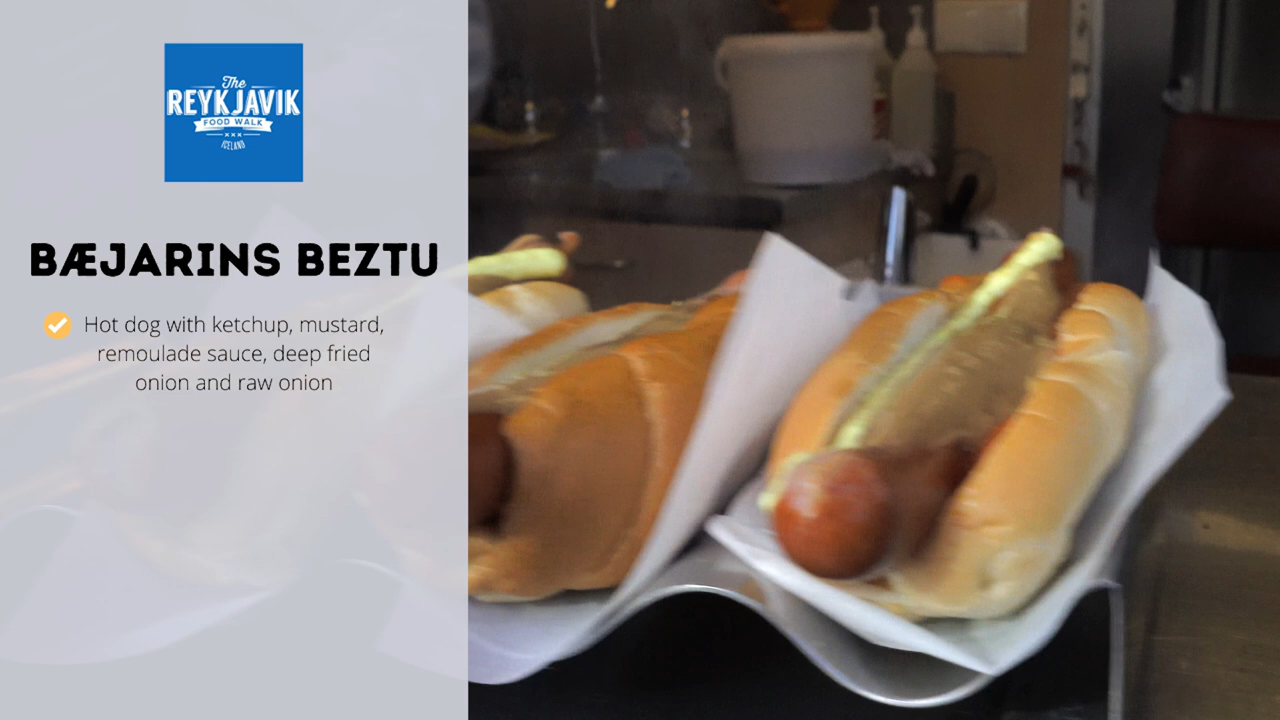 The
REYKJAVIK
FOOD WALK
XXX
ICELAND
BÆJARINS BEZTU
Hot dog with ketchup, mustard,
remoulade sauce, deep fried
onion and raw onion